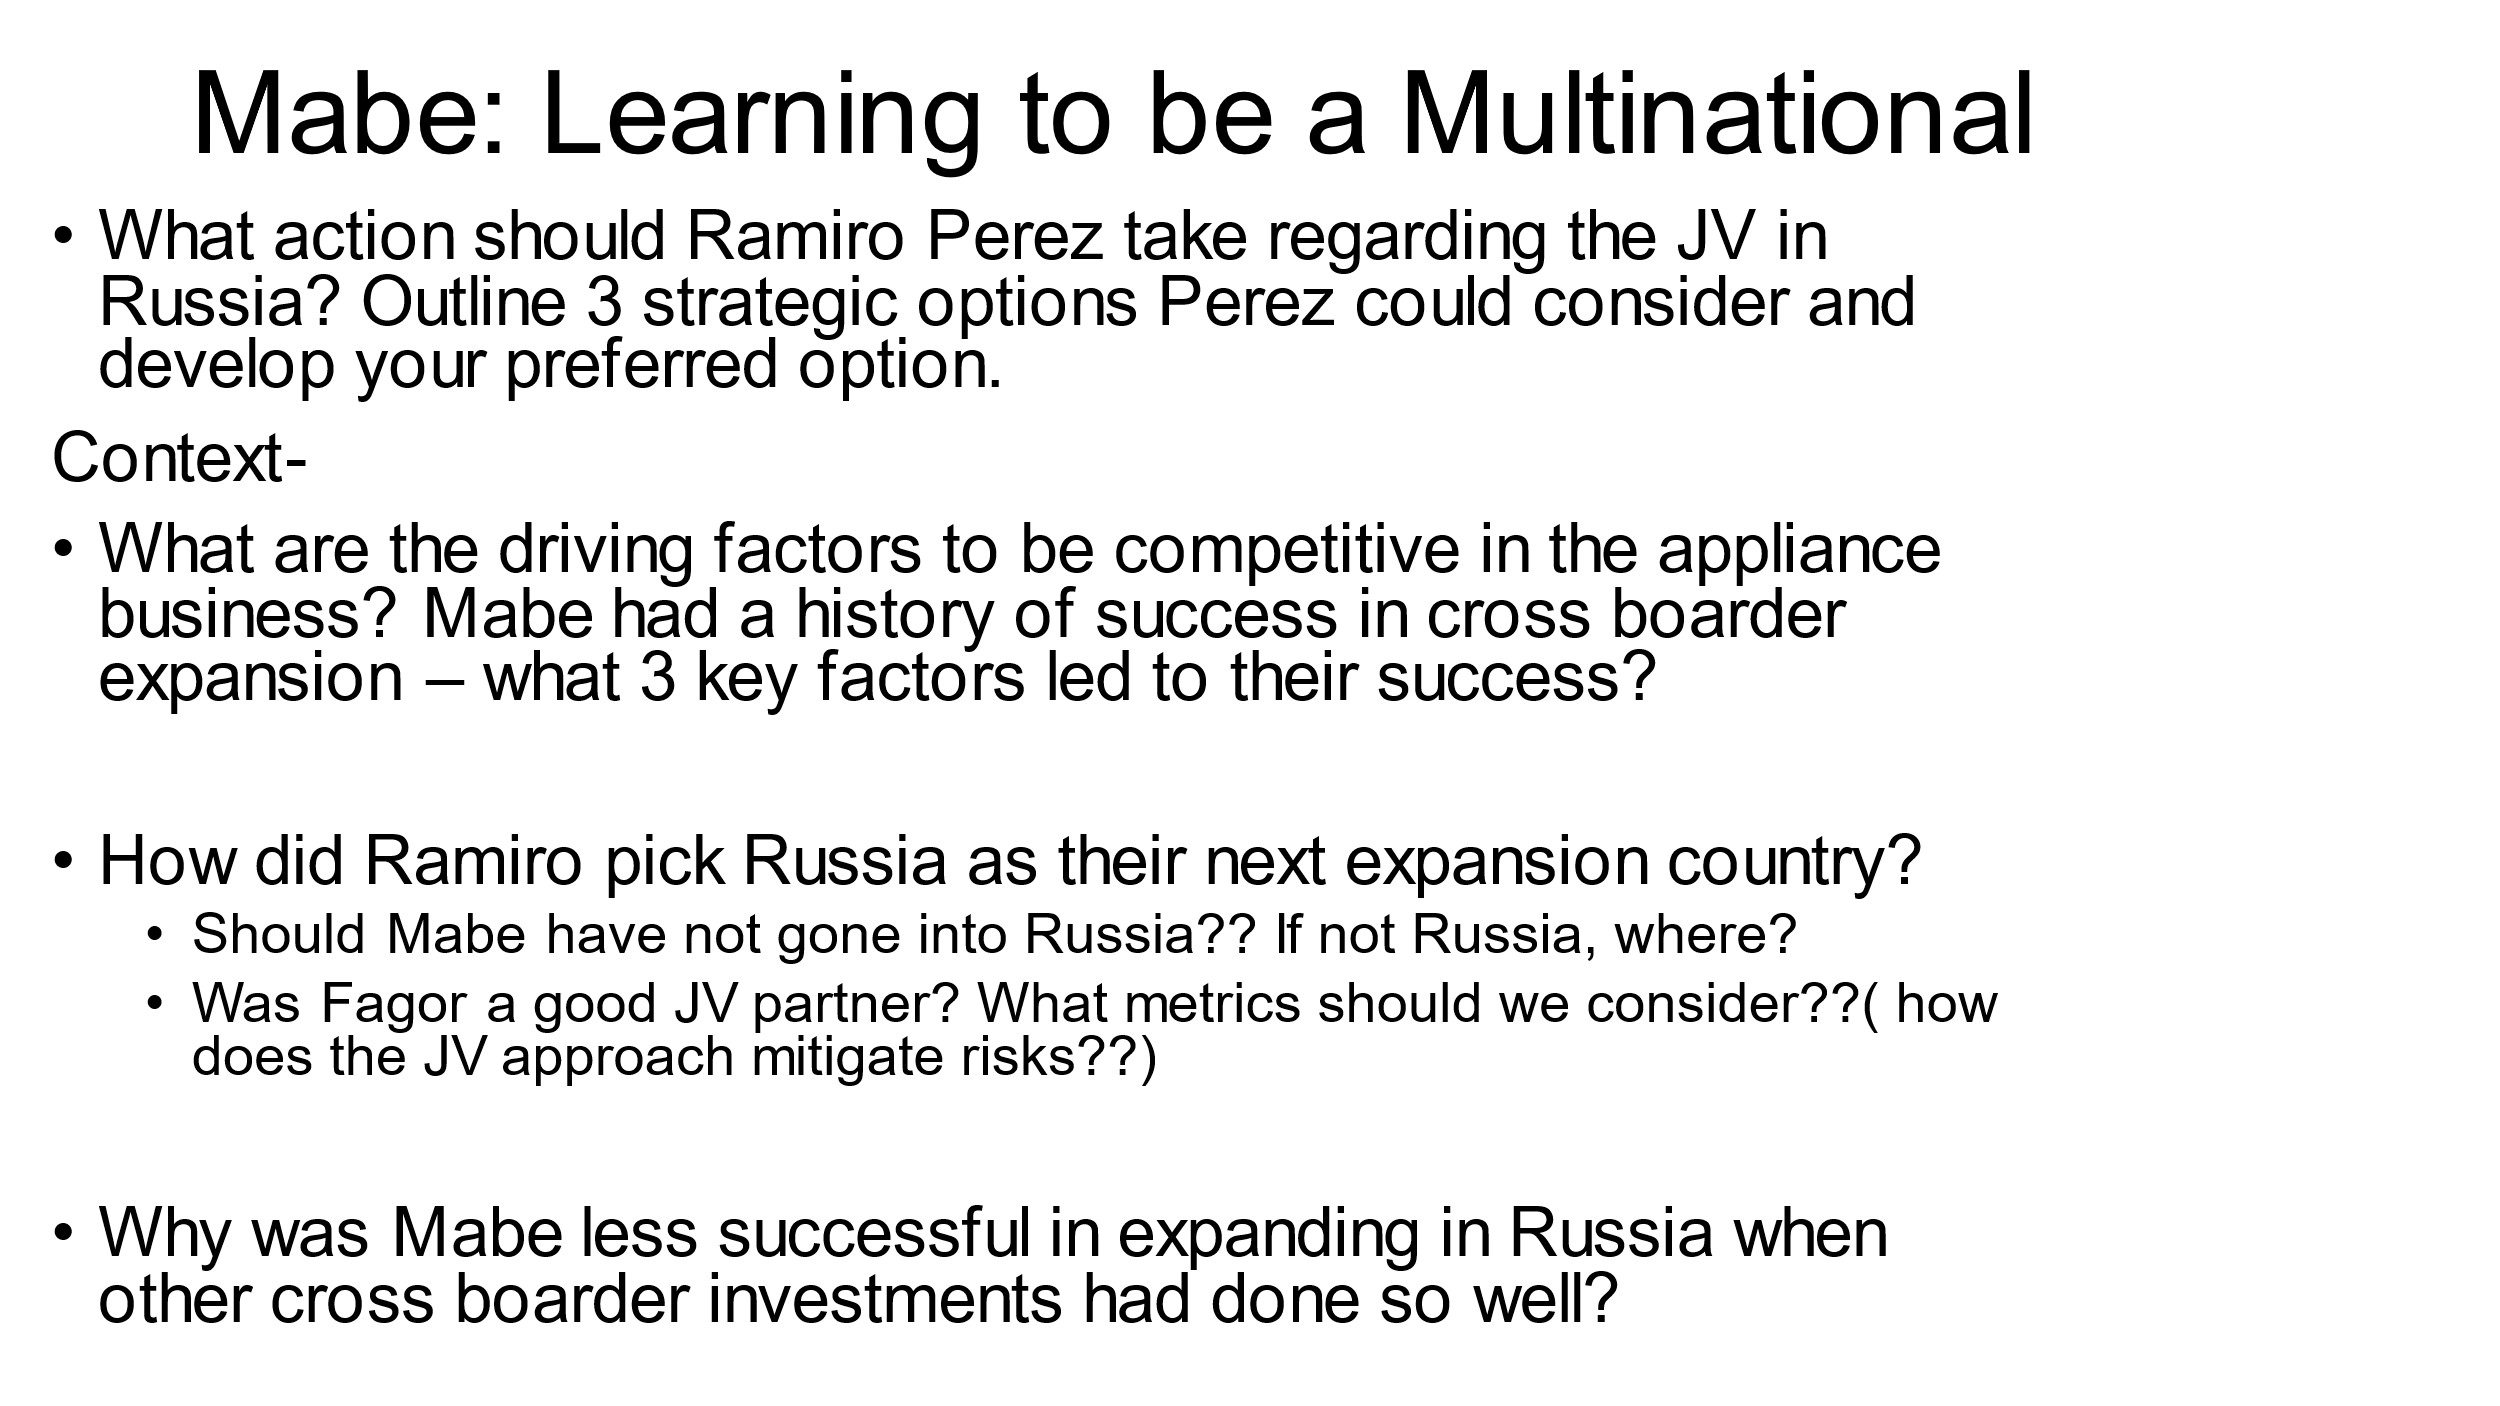 Mabe: Learning to be a Multinational
• What action should Ramiro Perez take regarding the JV in
Russia? Outline 3 strategic options Perez could consider and
develop your preferred option.
Context-
• What are the driving factors to be competitive in the appliance
business? Mabe had a history of success in cross boarder
expansion – what 3 key factors led to their success?
• How did Ramiro pick Russia as their next expansion country?
• Should Mabe have not gone into Russia?? If not Russia, where?
• Was Fagor a good JV partner? What metrics should we consider??( how
does the JV approach mitigate risks??)
• Why was Mabe less successful in expanding in Russia when
other cross boarder investments had done so well?